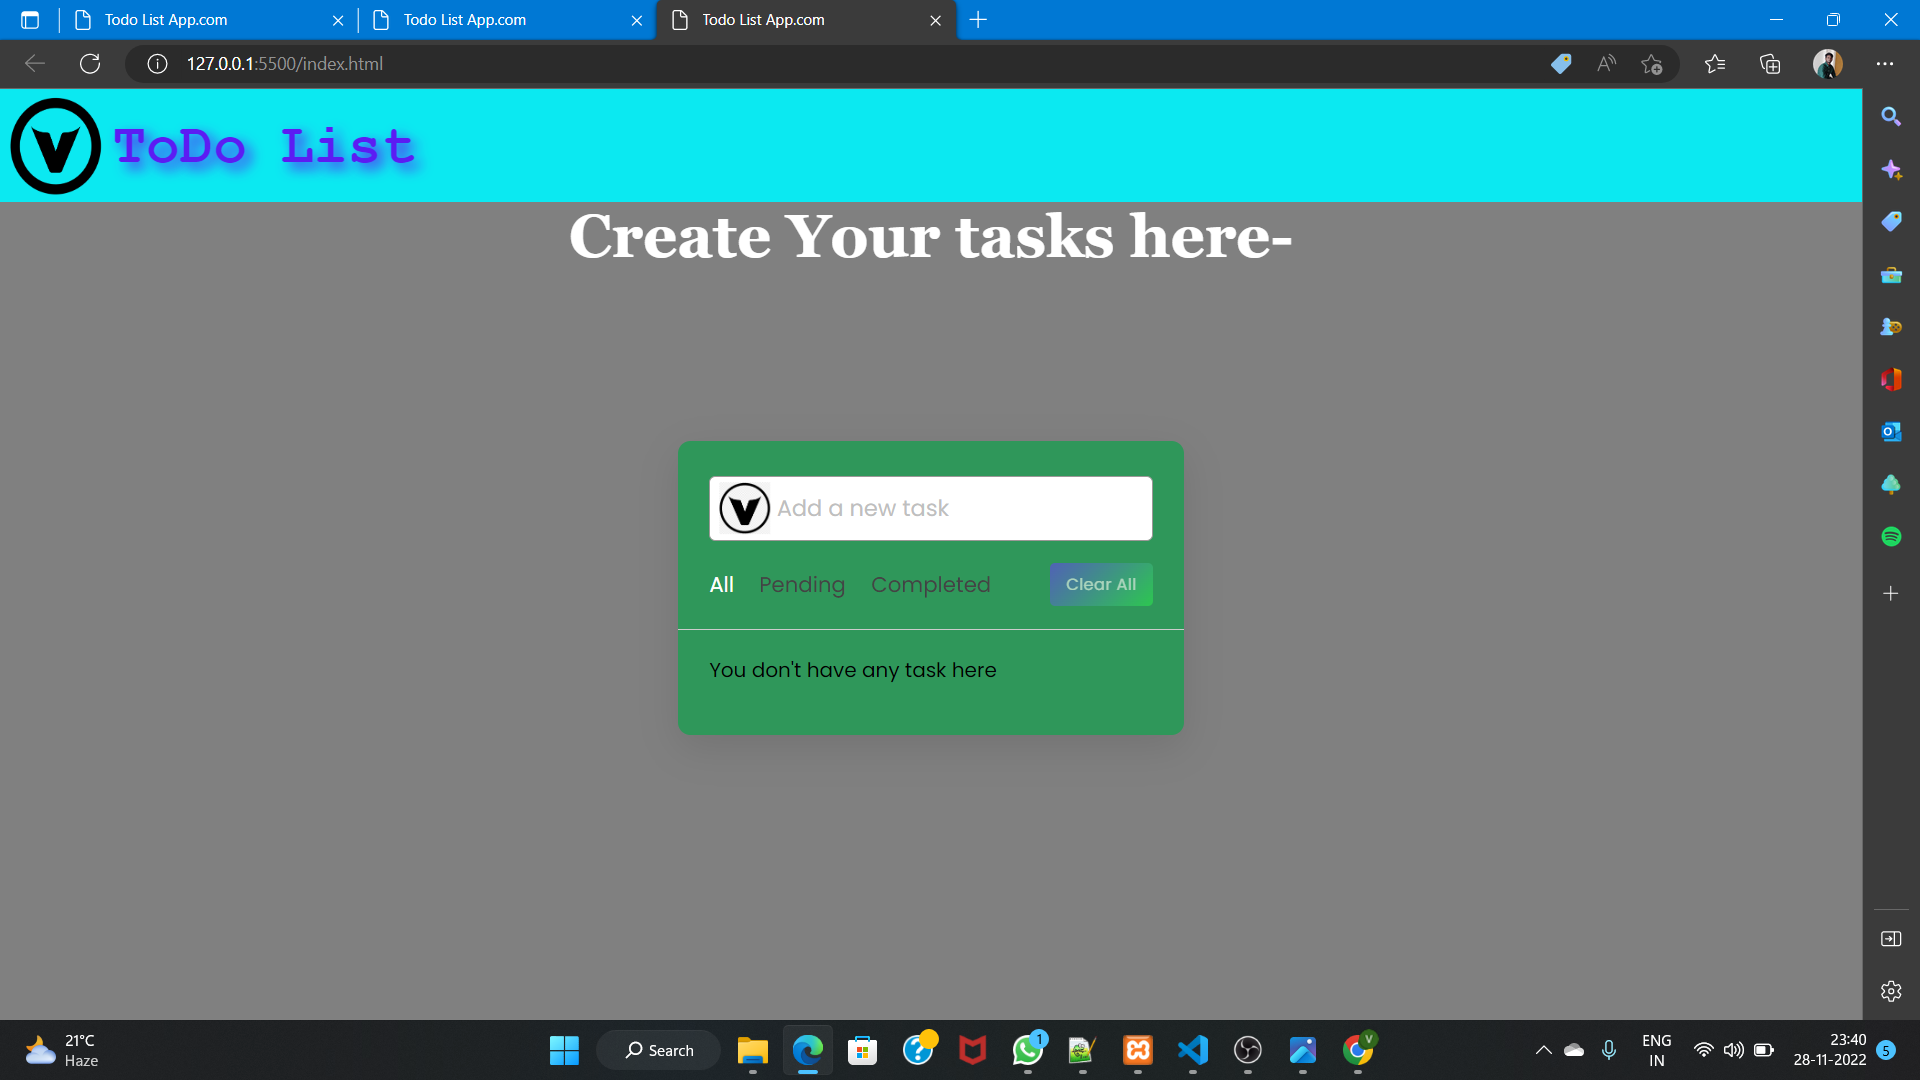 Todo List App.com
Todo List App.com
Todo List App.com
127.0.0.1:5500/index.html
V ToDo List
Create Your tasks here-
V Add a new task
All Pending Completed Clear All
You don't have any task here
21°C
Haze
Search
1
V
ENG
IN
23:40
28-11-2022
5